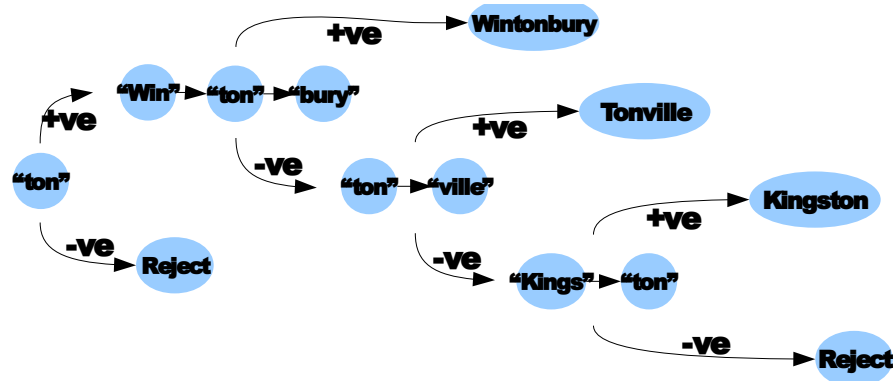 Wintonbury
+ve
“Win” “ton” “bury”
Tonville
+ve
+ve
-ve
“ton”
“ton” “ville”
Kingston
+ve
-ve
Reject
-ve
“Kings” “ton”
-ve
Reject